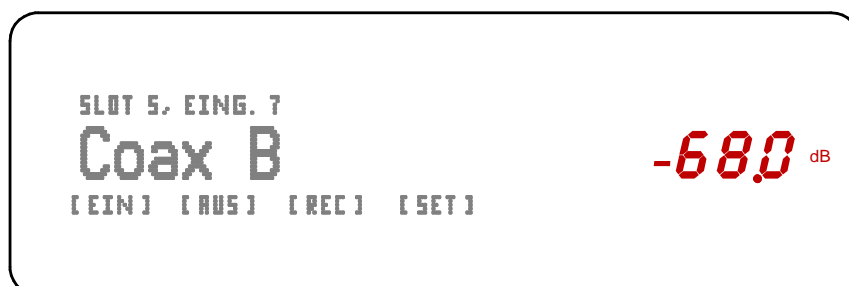 SLOT 5, EING. 7
Coax B
-68.0 dB
[EIN] [AUS] [REC] [SET]